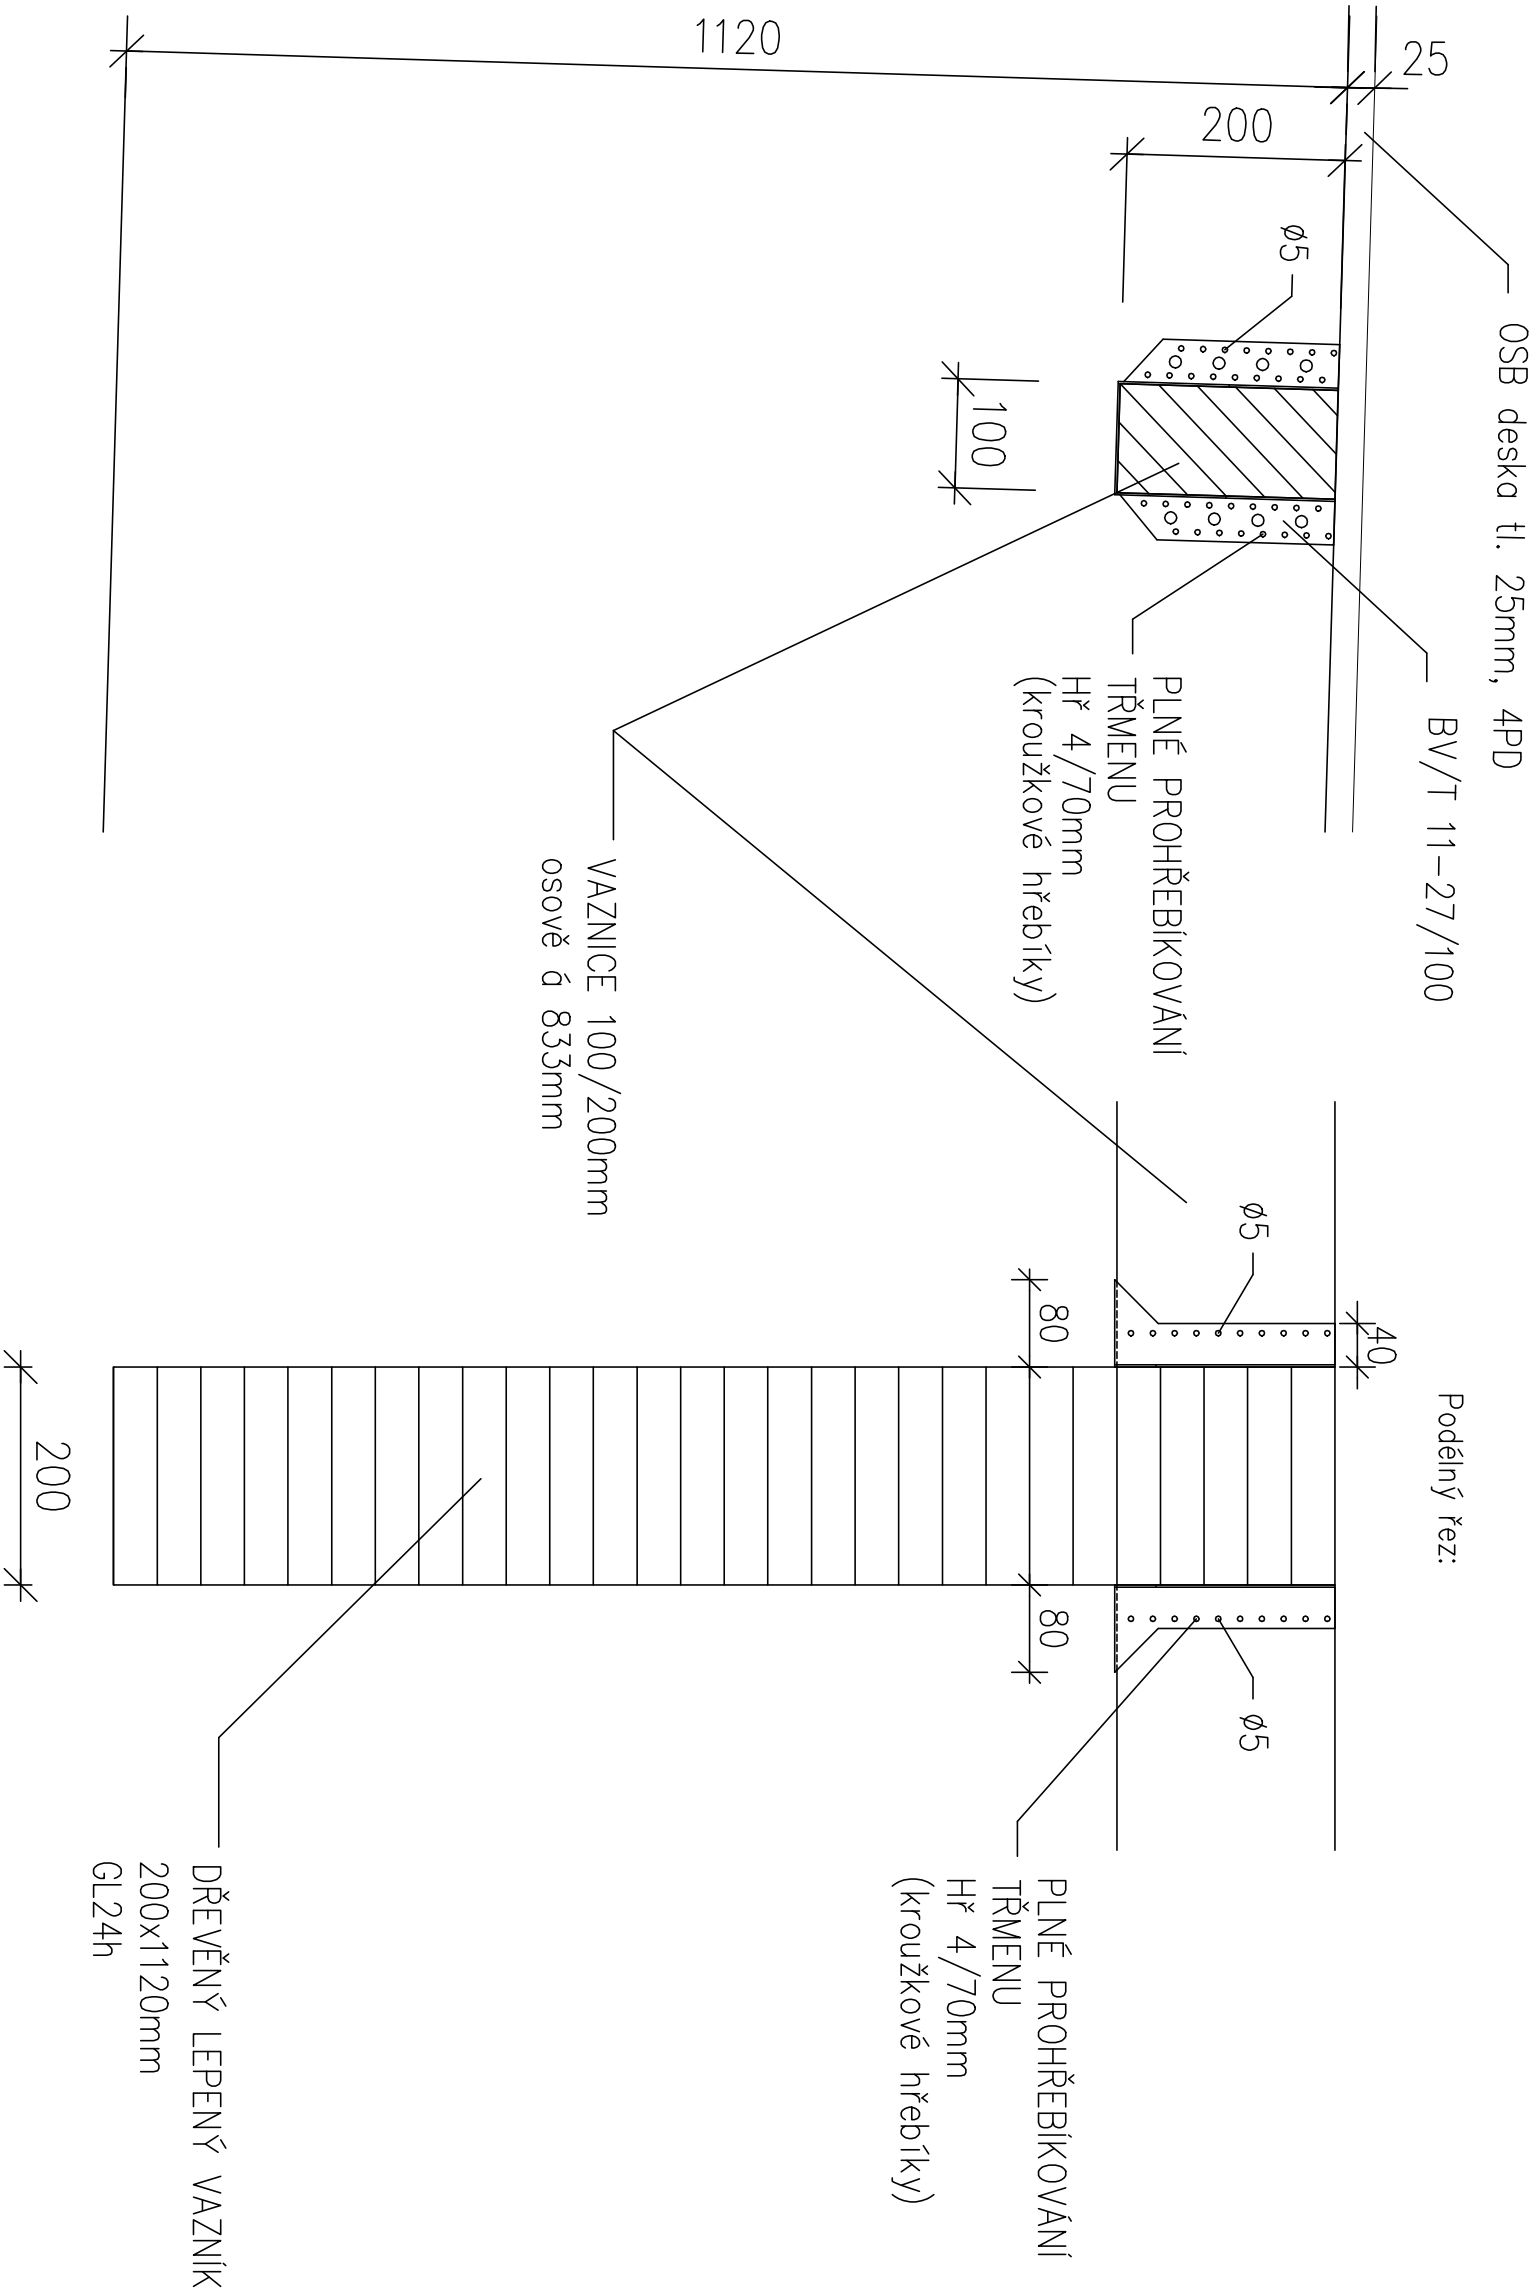 1120
25
200
ø5
100
OSB deska tl. 25mm, 4PD
BV/T 11-27/100
PLNÉ PROHŘEBÍKOVÁNÍ
TŘMENU
Hř 4/70mm
(kroužkové hřebíky)
VAZNICE 100/200mm
osově á 833mm
Podélný řez:
40
ø5
80
80
ø5
200
PLNÉ PROHŘEBÍKOVÁNÍ
TŘMENU
Hř 4/70mm
(kroužkové hřebíky)
DŘEVĚNÝ LEPENÝ VAZNÍK
200x1120mm
GL24h